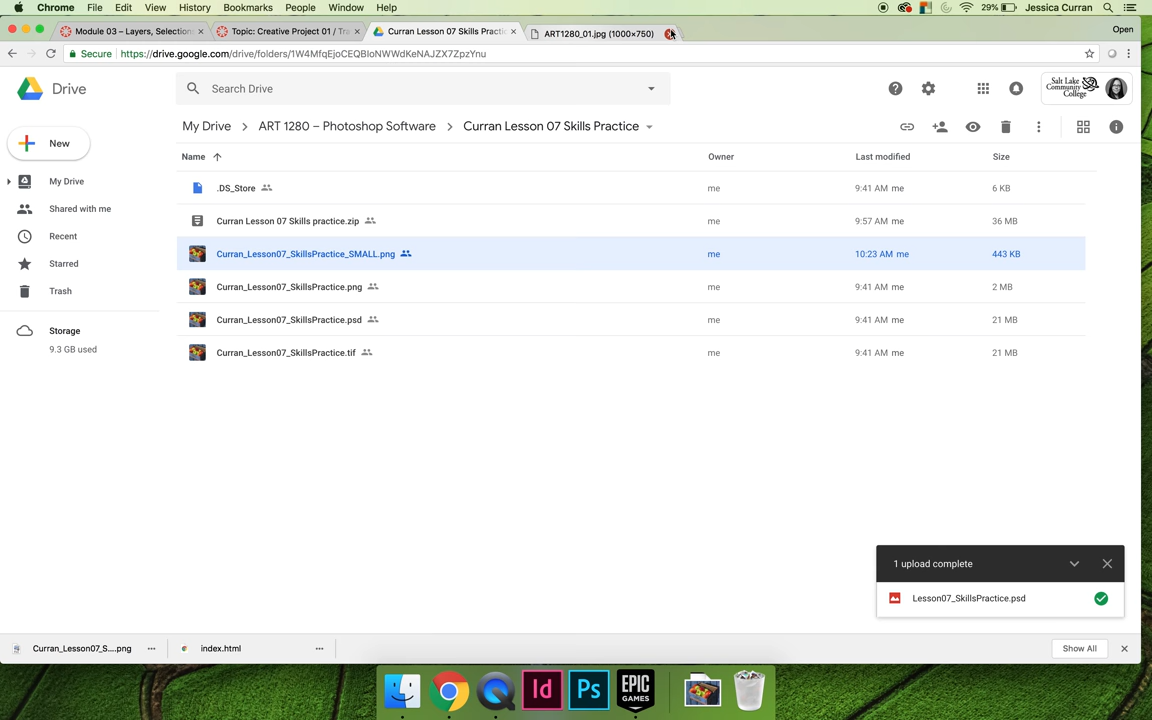 Chrome File Edit View History Bookmarks People Window Help 29% Jessica Curran
Module 03 – Layers, Selection Topic: Creative Project 01 / Tra Curran Lesson 07 Skills Practic ART1280_01.jpg (1000×750) Open
Secure https://drive.google.com/drive/folders/1W4MfqEjoCEQBIoNWWdKeNAJZX7ZpzYnu
Drive Search Drive Salt Lake Community College
My Drive ART 1280 – Photoshop Software Curran Lesson 07 Skills Practice
New
Name Owner Last modified Size
My Drive
.DS_Store me 9:41 AM me 6 KB
Shared with me
Curran Lesson 07 Skills practice.zip me 9:57 AM me 36 MB
Recent
Curran_Lesson07_SkillsPractice_SMALL.png me 10:23 AM me 443 KB
Starred
Curran_Lesson07_SkillsPractice.png me 9:41 AM me 2 MB
Trash
Curran_Lesson07_SkillsPractice.psd me 9:41 AM me 21 MB
Storage
9.3 GB used
Curran_Lesson07_SkillsPractice.tif me 9:41 AM me 21 MB
1 upload complete
Lesson07_SkillsPractice.psd
Curran_Lesson07_S....png index.html Show All
Id Ps EPIC GAMES